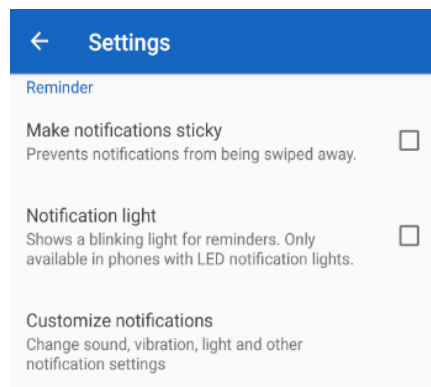 Settings
Reminder
Make notifications sticky
Prevents notifications from being swiped away.
Notification light
Shows a blinking light for reminders. Only
available in phones with LED notification lights.
Customize notifications
Change sound, vibration, light and other
notification settings